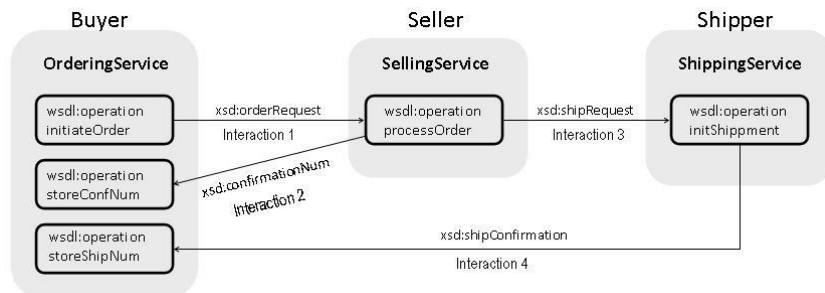 Buyer
Seller
Shipper
OrderingService
SellingService
ShippingService
wsdl:operation
initiateOrder
xsd:orderRequest
Interaction 1
wsdl:operation
processOrder
xsd:shipRequest
Interaction 3
wsdl:operation
initShippment
xsd:confirmationNum
Interaction 2
wsdl:operation
storeConfNum
wsdl:operation
storeShipNum
xsd:shipConfirmation
Interaction 4